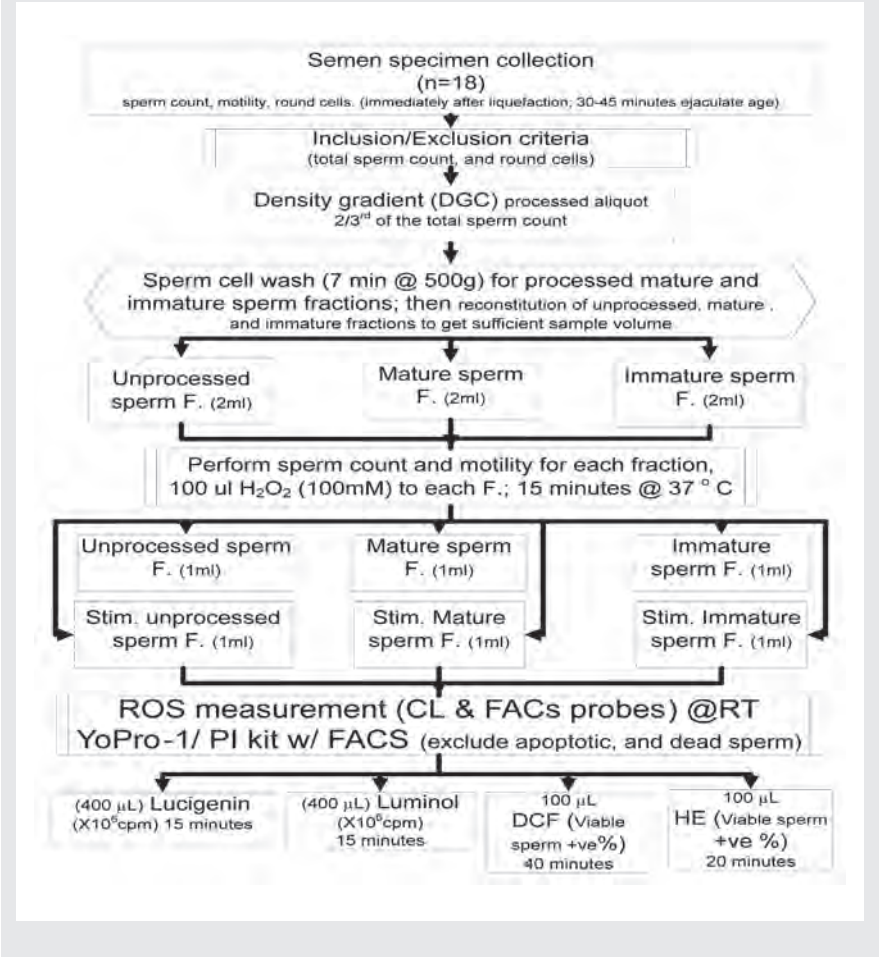 Semen specimen collection
(n=18)
sperm count, motility, round cells. (immediately after liquefaction; 30-45 minutes ejaculate age)
Inclusion/Exclusion criteria
(total sperm count, and round cells)
Density gradient (DGC) processed aliquot
2/3rd of the total sperm count
Sperm cell wash (7 min @ 500g) for processed mature and
immature sperm fractions; then reconstitution of unprocessed, mature ,
and immature fractions to get sufficient sample volume
Unprocessed
sperm F. (2ml)
Mature sperm
F. (2ml)
Immature sperm
F. (2ml)
Perform sperm count and motility for each fraction,
100 ul H₂O₂ (100mM) to each F.; 15 minutes @ 37 ° C
Unprocessed sperm
F. (1ml)
Mature sperm
F. (1ml)
Immature
sperm F. (1ml)
Stim. unprocessed
sperm F. (1ml)
Stim. Mature
sperm F. (1ml)
Stim. Immature
sperm F. (1ml)
ROS measurement (CL & FACs probes) @RT
YoPro-1/ PI kit w/ FACS (exclude apoptotic, and dead sperm)
(400 µL) Lucigenin
(X10⁶cpm) 15 minutes
(400 µL) Luminol
(X10⁶cpm)
15 minutes
100 µL
DCF (Viable
sperm +ve%)
40 minutes
100 µL
HE (Viable sperm
+ve %)
20 minutes